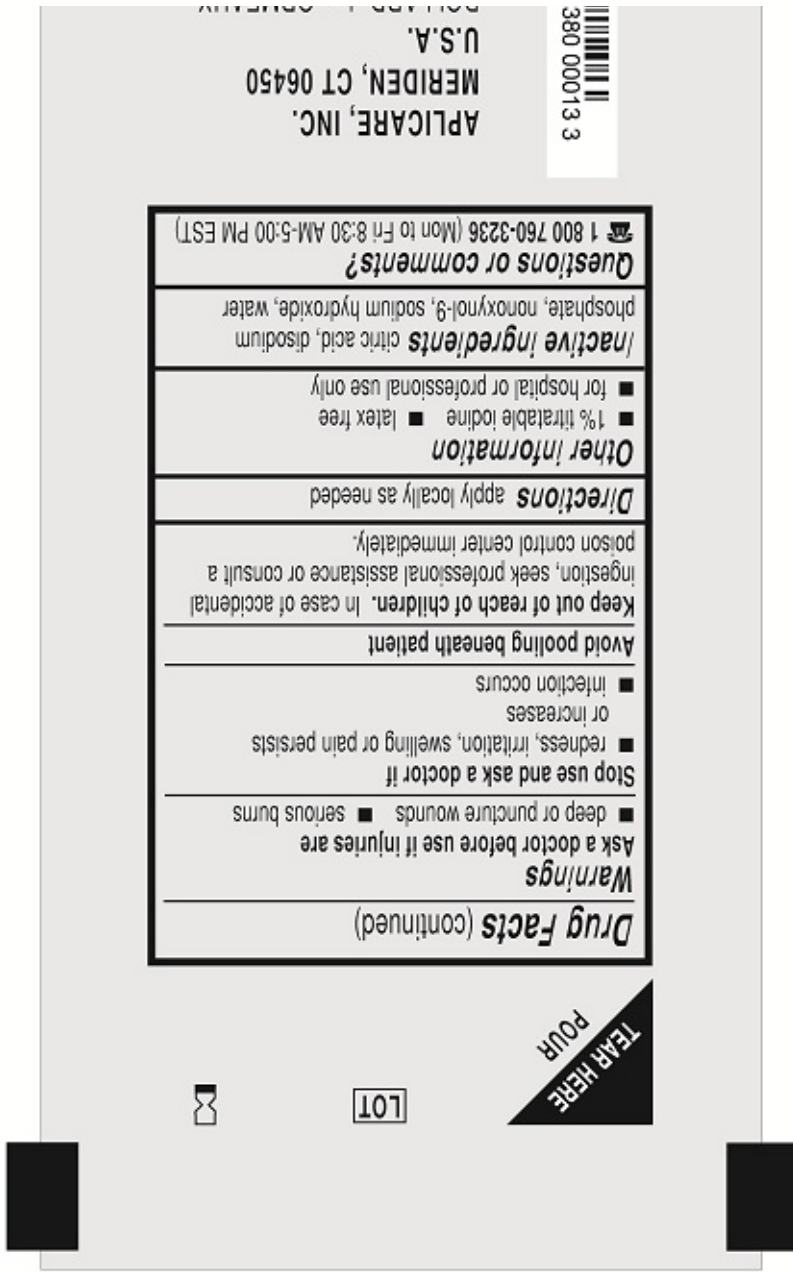 TEAR HERE
POUR
LOT
Drug Facts (continued)
Warnings
Ask a doctor before use if injuries are
■ deep or puncture wounds ■ serious burns
Stop use and ask a doctor if
■ redness, irritation, swelling or pain persists
or increases
■ infection occurs
Avoid pooling beneath patient
Keep out of reach of children. In case of accidental
ingestion, seek professional assistance or consult a
poison control center immediately.
Directions apply locally as needed
Other information
■ 1% titratable iodine ■ latex free
■ for hospital or professional use only
Inactive ingredients citric acid, disodium
phosphate, nonoxynol-9, sodium hydroxide, water
Questions or comments?
☎ 1 800 760-3236 (Mon to Fri 8:30 AM-5:00 PM EST)
APLICARE, INC.
MERIDEN, CT 06450
U.S.A.
380 00013 3